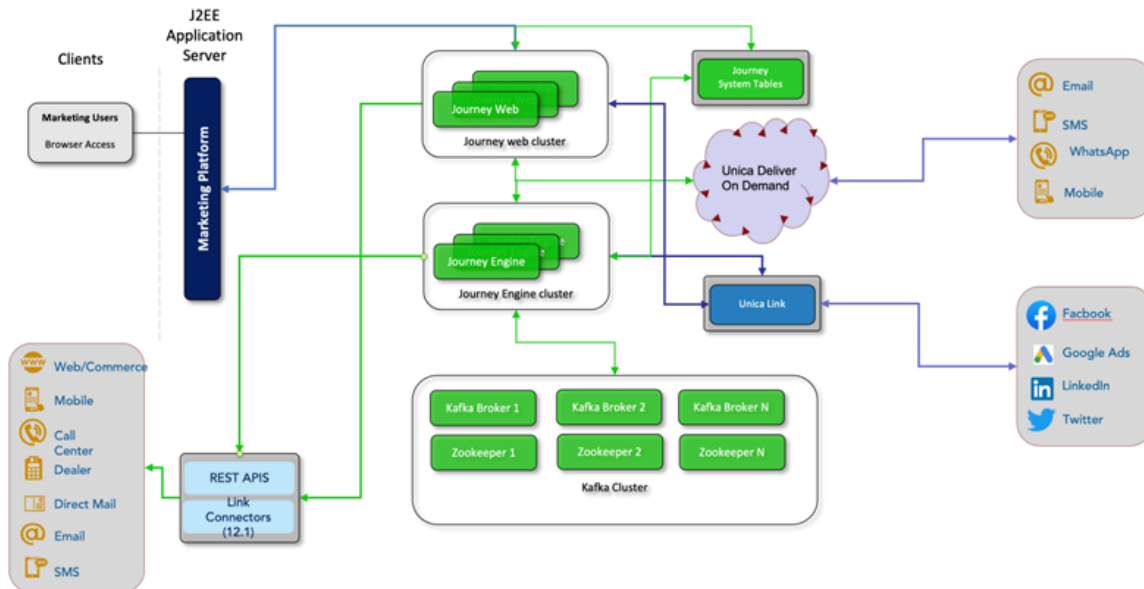 Clients
J2EE
Application
Server
Marketing Users
Browser Access
Marketing Platform
Journey Web
Journey web cluster
Journey
System Tables
Unica Deliver
On Demand
Journey Engine
Journey Engine cluster
Unica Link
Email
SMS
WhatsApp
Mobile
Facbook
Google Ads
LinkedIn
in
Twitter
Kafka Broker 1
Kafka Broker 2
Kafka Broker N
Zookeeper 1
Zookeeper 2
Zookeeper N
Kafka Cluster
REST APIS
Link
Connectors
(12.1)
www
Web/Commerce
Mobile
Call
Center
Dealer
Direct Mail
Email
SMS